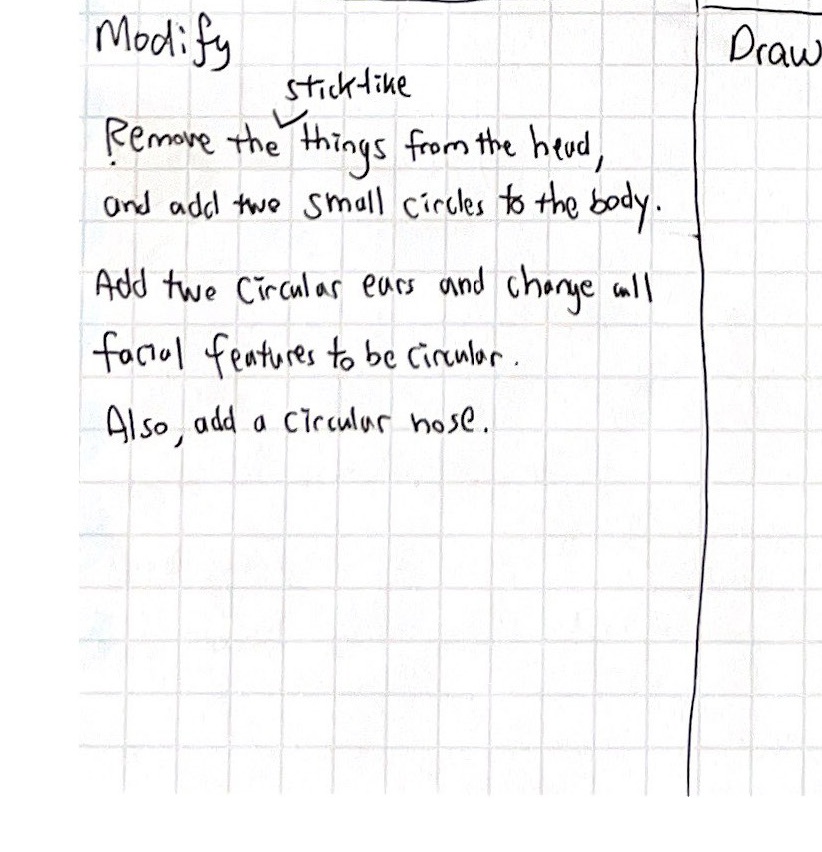 Modify
Draw
stick-like
Remove the things from the head,
and add two small circles to the body.
Add two circular ears and change all
facial features to be circular.
Also, add a circular nose.